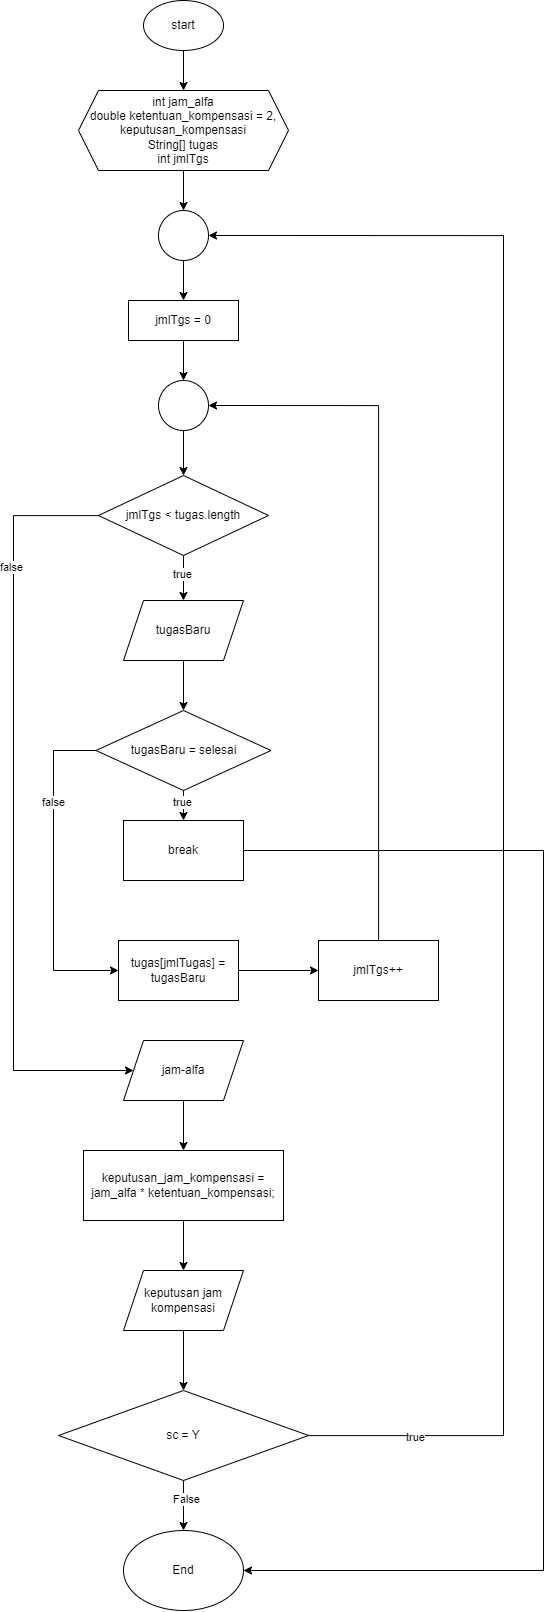 start
int jam_alfa
double ketentuan_kompensasi = 2,
keputusan_kompensasi
String[] tugas
int jmlTgs
jmlTgs = 0
jmlTgs < tugas.length
false
true
tugasBaru
tugasBaru = selesai
false
true
break
tugas[jmlTugas] =
tugasBaru
jmlTgs++
jam-alfa
keputusan_jam_kompensasi =
jam_alfa * ketentuan_kompensasi;
keputusan jam
kompensasi
sc = Y
true
False
End